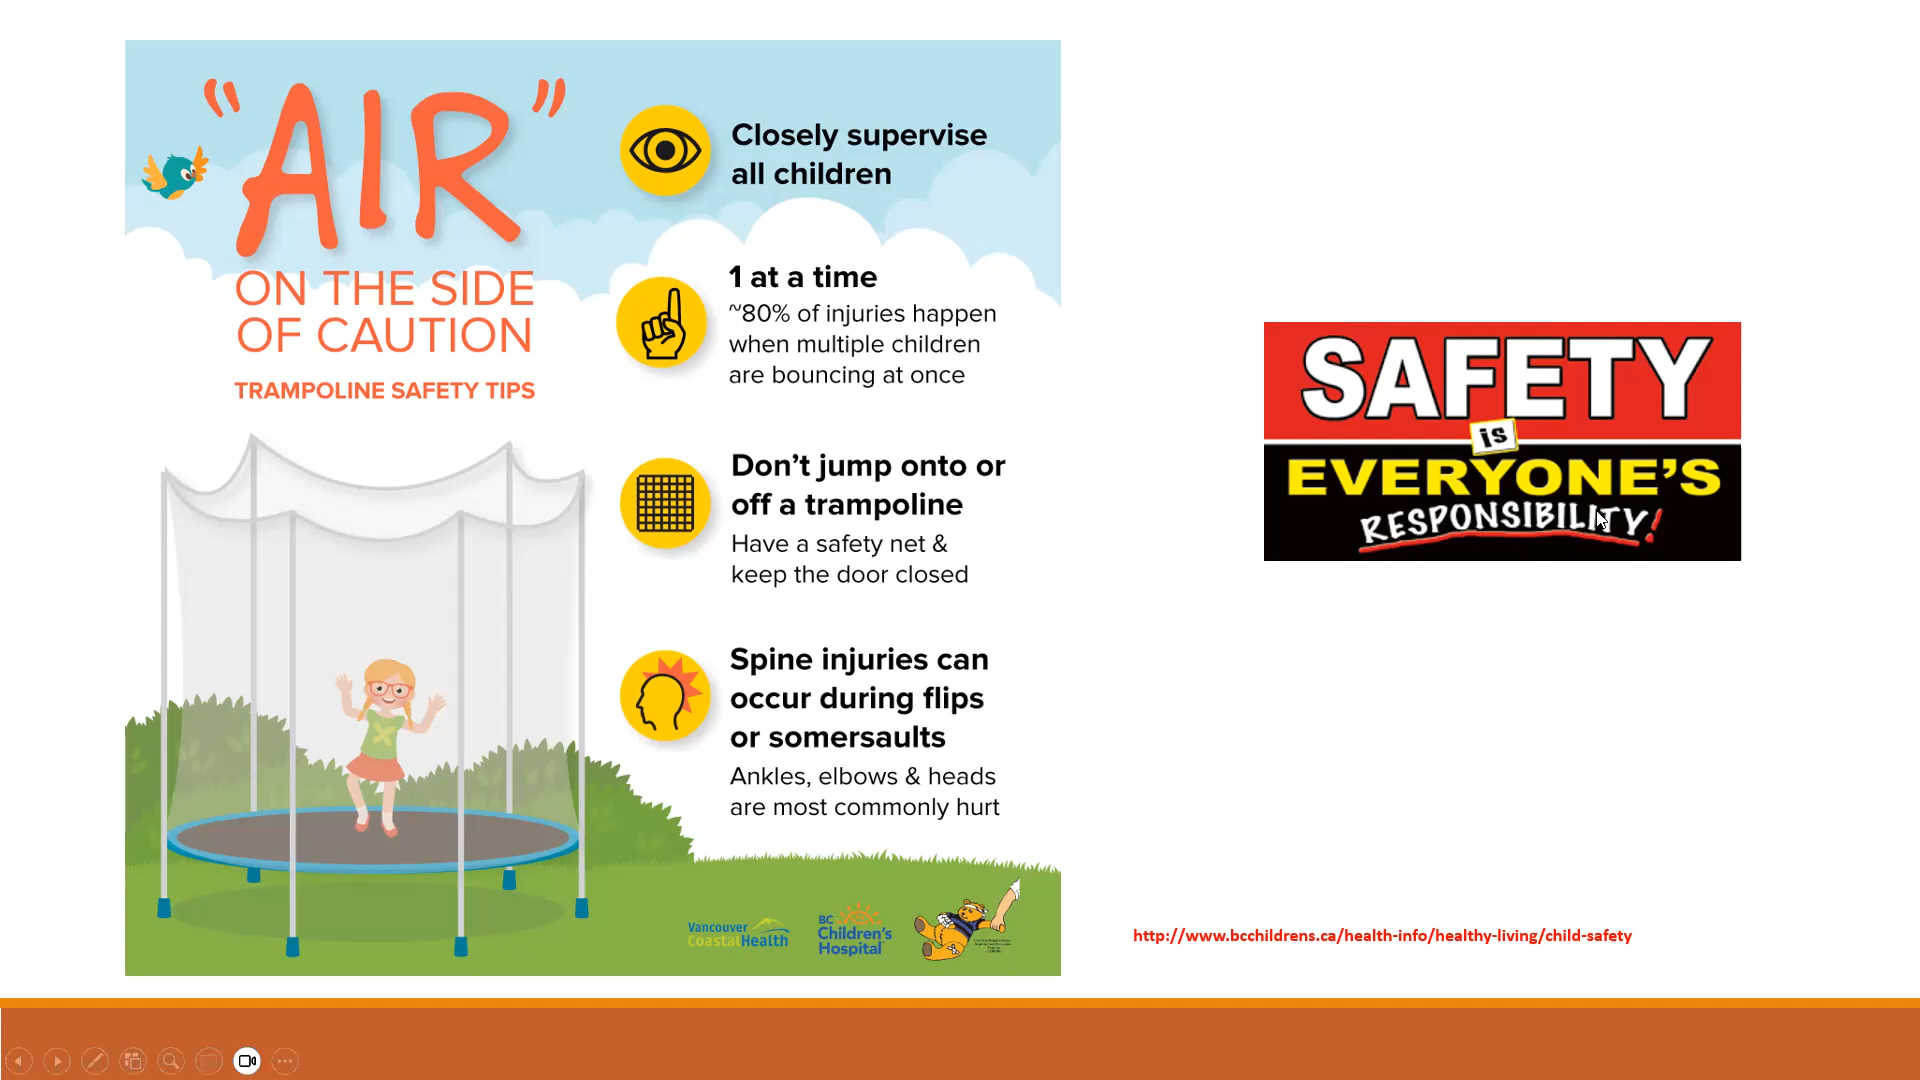 "AIR"
ON THE SIDE
OF CAUTION
TRAMPOLINE SAFETY TIPS
Closely supervise
all children
1 at a time
~80% of injuries happen
when multiple children
are bouncing at once
Don't jump onto or
off a trampoline
Have a safety net &
keep the door closed
Spine injuries can
occur during flips
or somersaults
Ankles, elbows & heads
are most commonly hurt
Vancouver
CoastalHealth
BC
Children's
Hospital
SAFETY
is
EVERYONE'S
RESPONSIBILITY!
http://www.bcchildrens.ca/health-info/healthy-living/child-safety